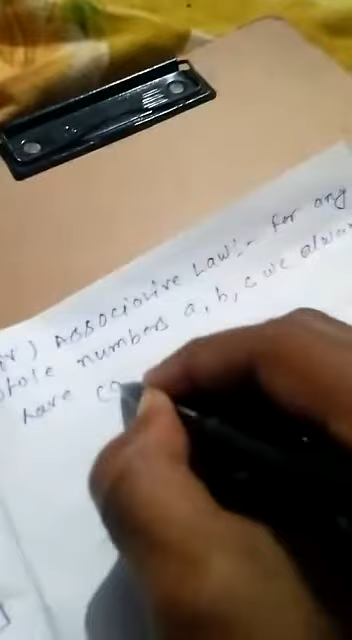 iv) Associative Law:- for any
whole numbers a, b, c we always
have (a